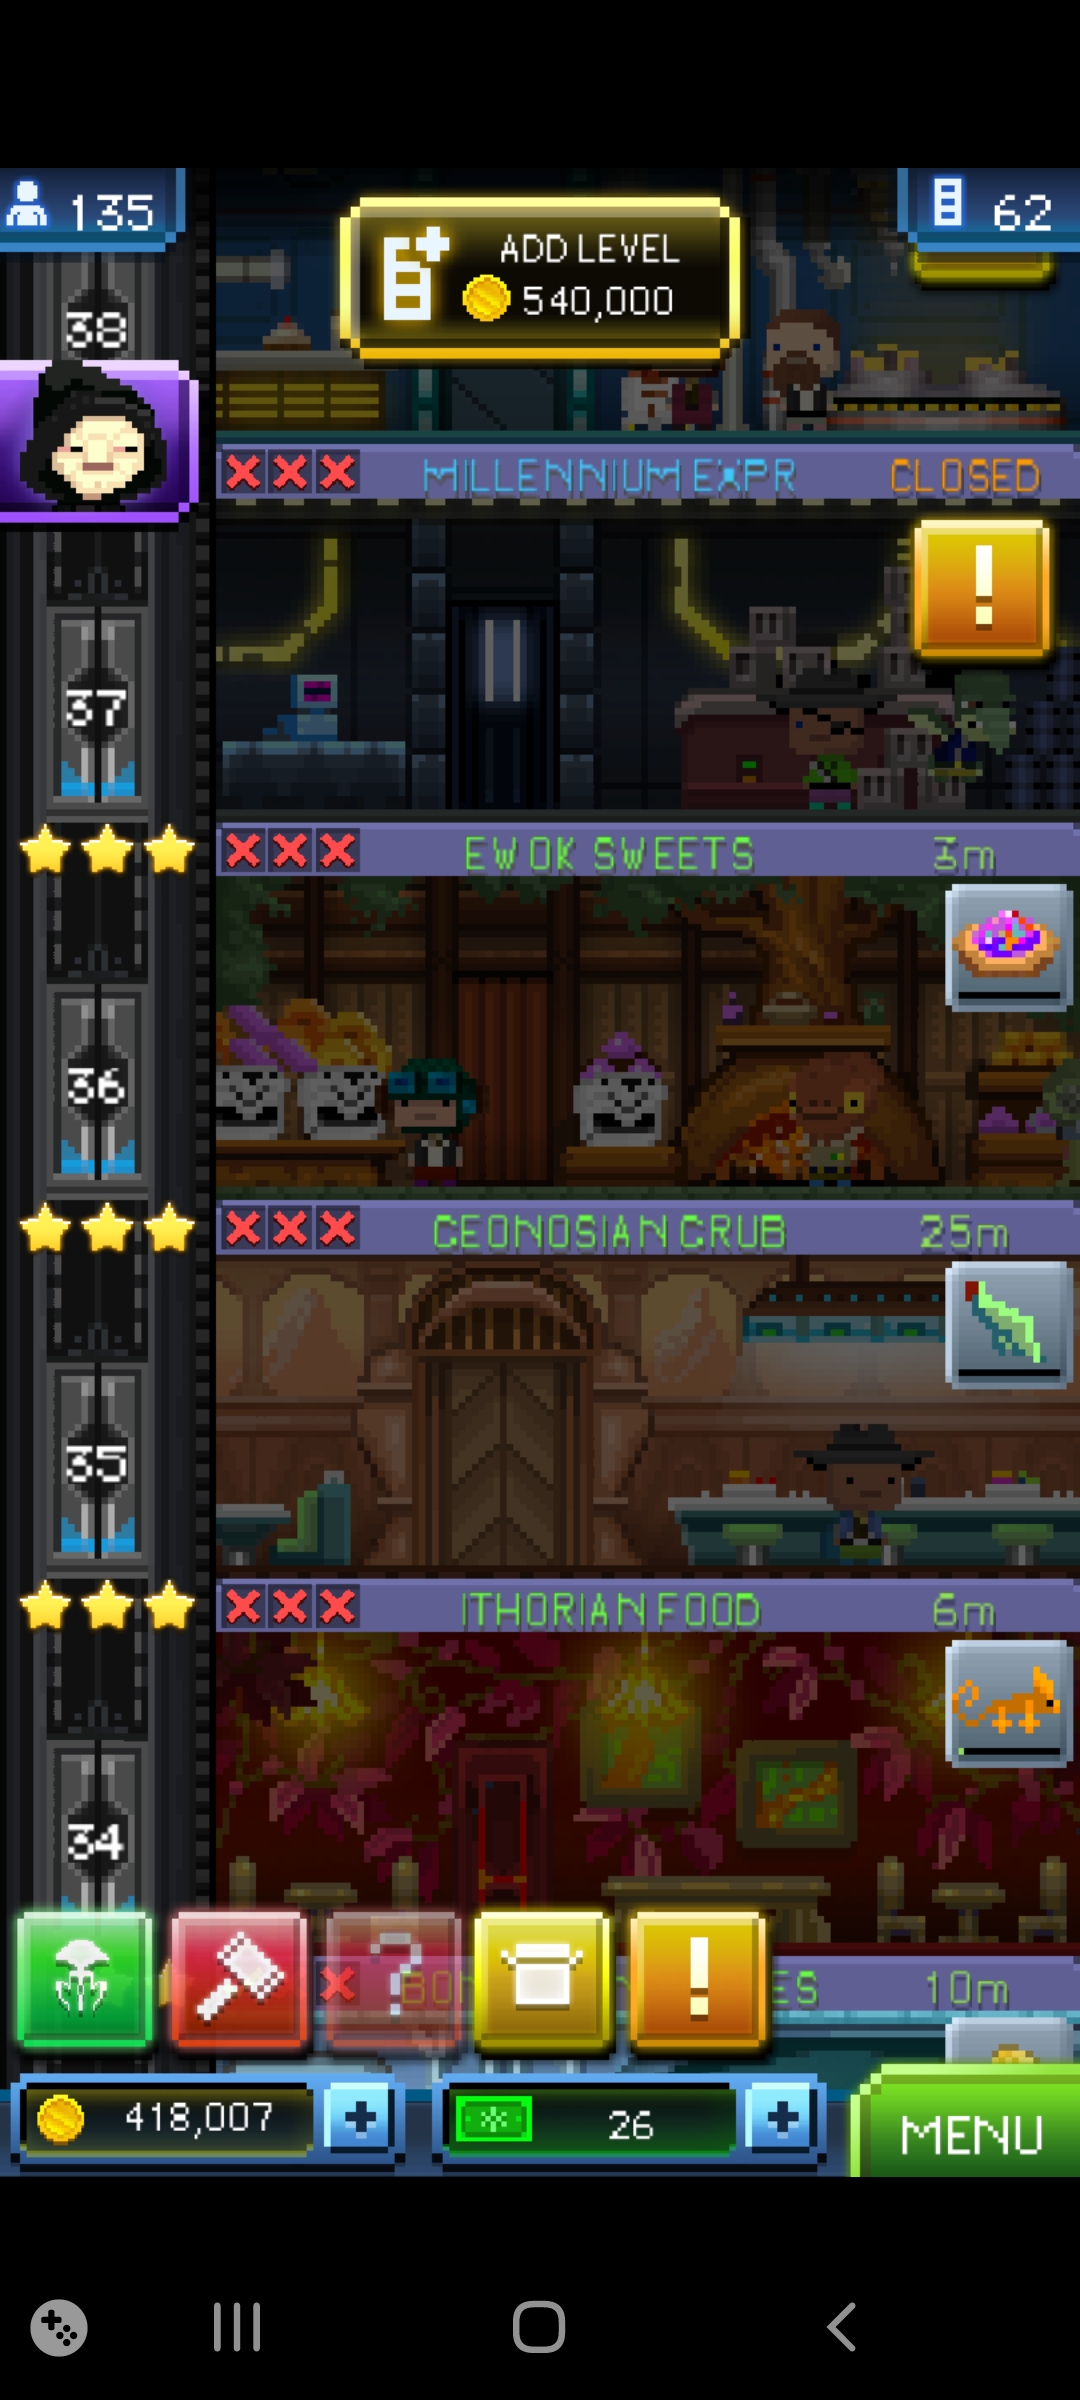 135
ADD LEVEL
540,000
62
38
MILLENNIUM EXPR
CLOSED
!
37
EWOK SWEETS
3m
36
GEONOSIAN GRUB
25m
35
ITHORIAN FOOD
6m
34
?
!
ES
10m
418,007
+
26
+
MENU